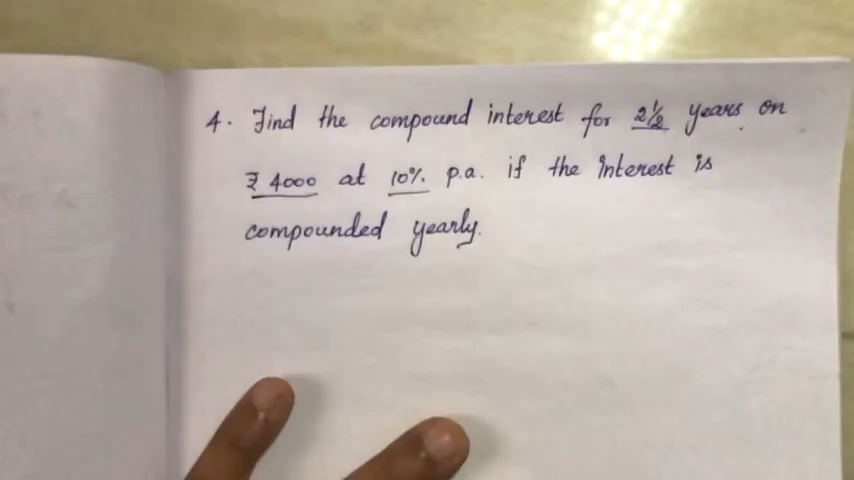 4. Find the compound interest for 2½ years on
₹ 4000 at 10% p.a. if the interest is
compounded yearly.